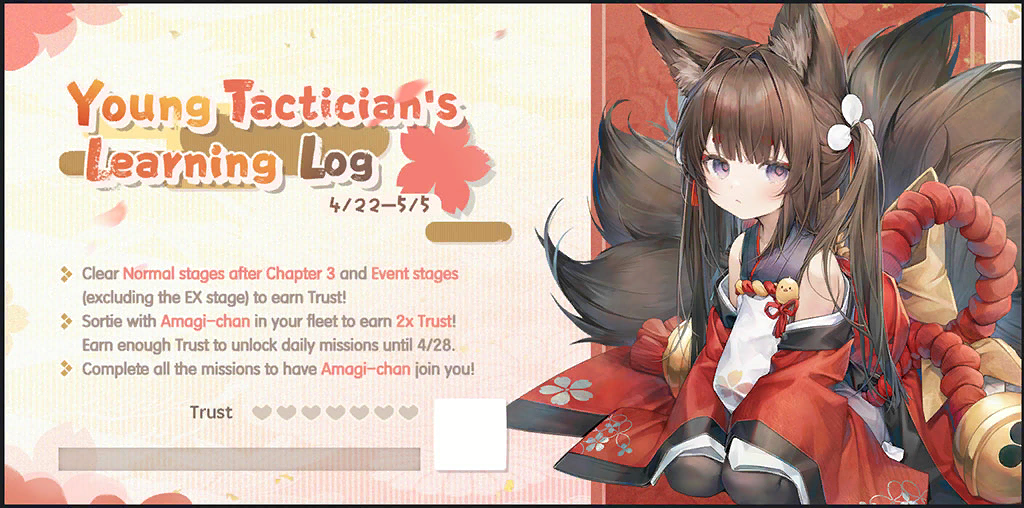 Young Tactician's
Learning Log
4/22—5/5
Clear Normal stages after Chapter 3 and Event stages
(excluding the EX stage) to earn Trust!
Sortie with Amagi-chan in your fleet to earn 2x Trust!
Earn enough Trust to unlock daily missions until 4/28.
Complete all the missions to have Amagi-chan join you!
Trust